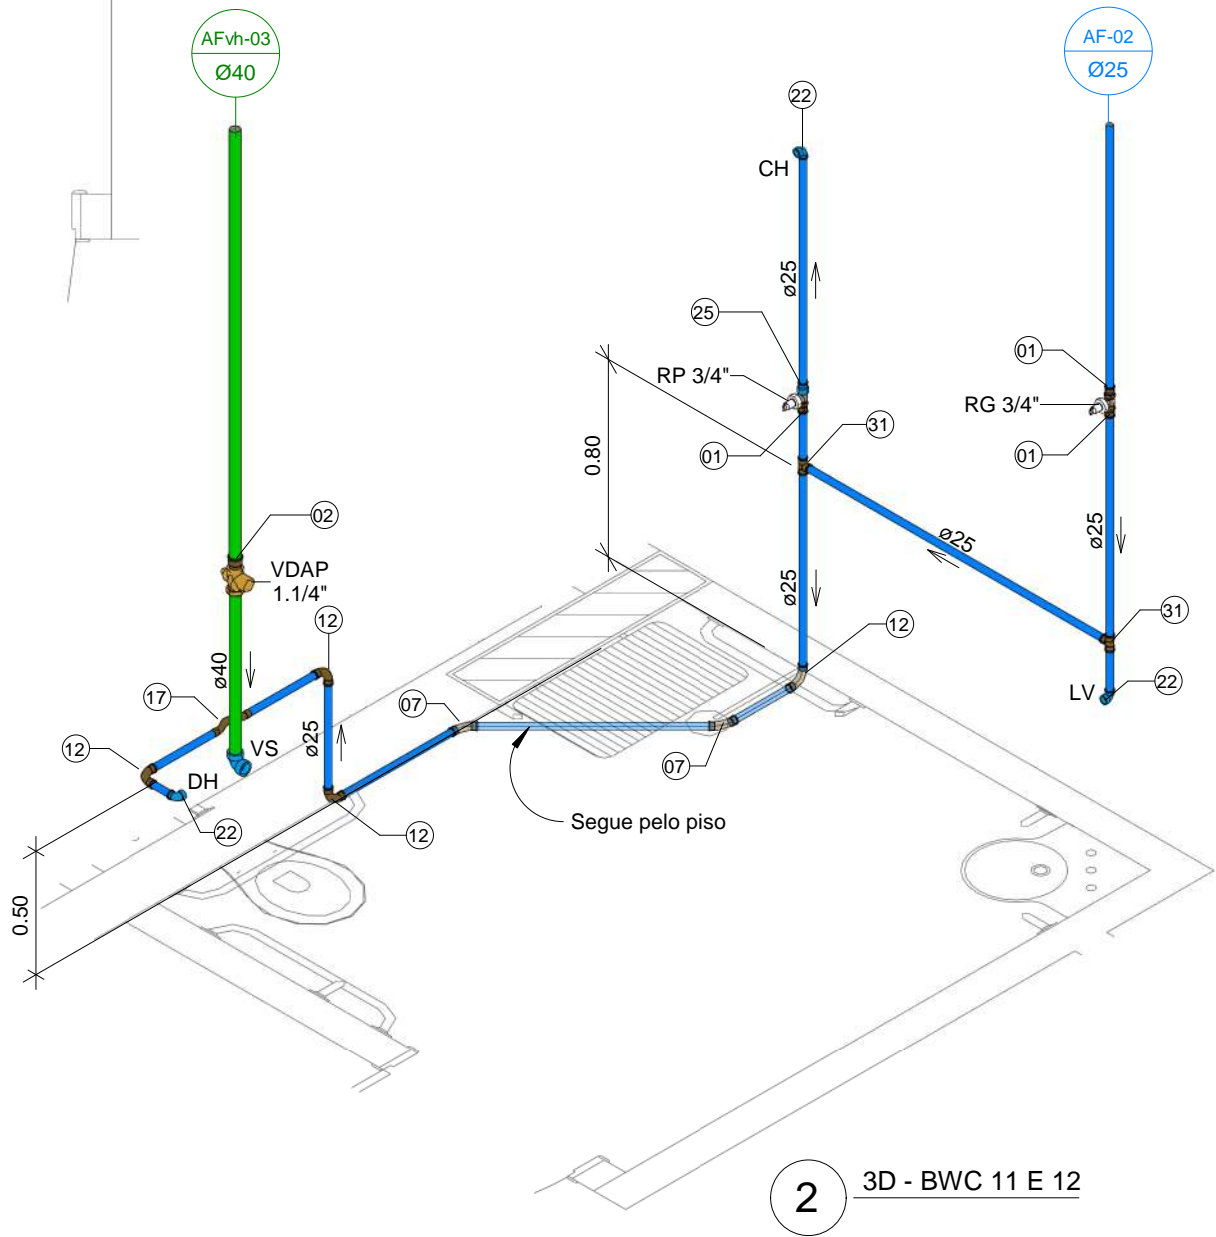 AFvh-03
Ø40
AF-02
Ø25
22
CH
ø25
25
RP 3/4"
01
31
0.80
01
RG 3/4"
01
ø25
ø25
ø25
31
LV
22
12
02
VDAP
1.1/4"
12
ø40
17
VS
ø25
12
DH
22
07
07
12
Segue pelo piso
0.50
2
3D - BWC 11 E 12